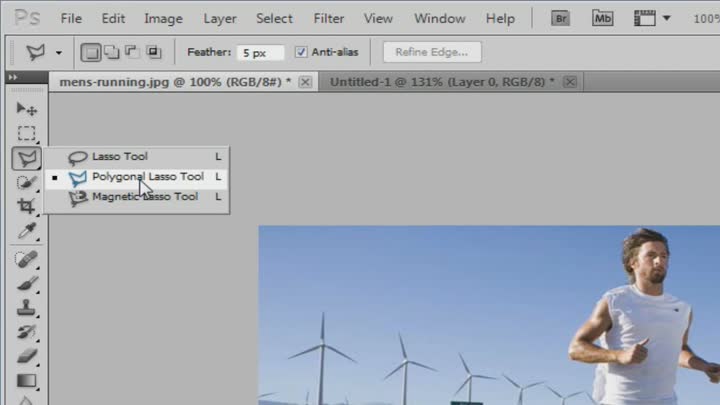 Ps File Edit Image Layer Select Filter View Window Help Br Mb 100%
Feather: 5 px Anti-alias Refine Edge...
mens-running.jpg @ 100% (RGB/8#) * Untitled-1 @ 131% (Layer 0, RGB/8) *
Lasso Tool L
Polygonal Lasso Tool L
Magnetic Lasso Tool L